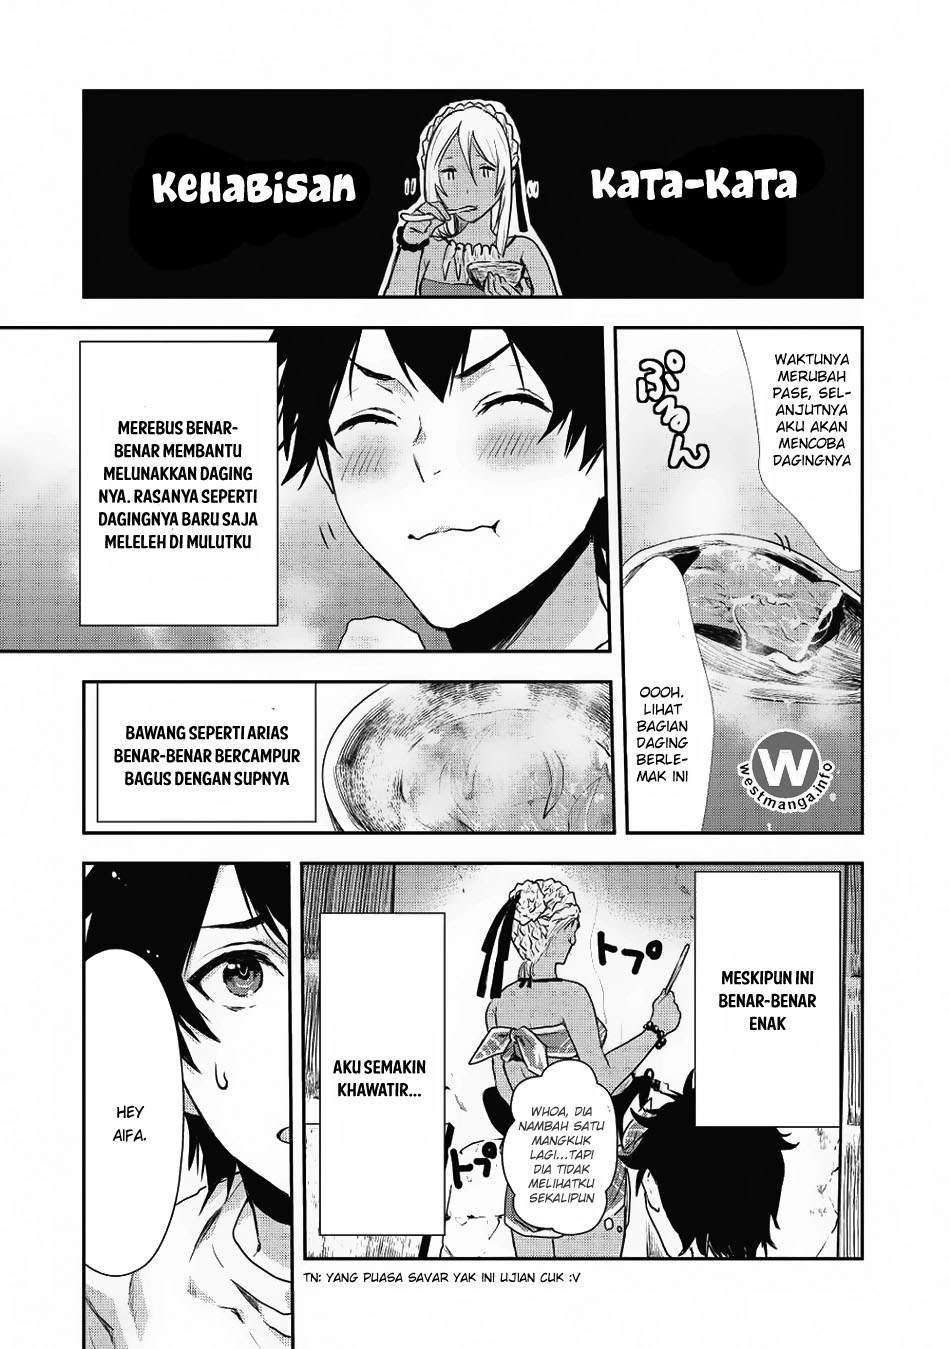 KEHABISAN
KATA-KATA
WAKTUNYA
MERUBAH
PASE, SEL-
ANJUTNYA
AKU AKAN
MENCOBA
DAGINGNYA
ぷるん
OOOH.
LIHAT
BAGIAN
DAGING
BERLE-
MAK INI
W
westmanga.info
MEREBUS BENAR-
BENAR MEMBANTU
MELUNAKKAN DAGING
NYA. RASANYA SEPERTI
DAGINGNYA BARU SAJA
MELELEH DI MULUTKU
BAWANG SEPERTI ARIAS
BENAR-BENAR BERCAMPUR
BAGUS DENGAN SUPNYA
MESKIPUN INI
BENAR-BENAR
ENAK
トプ
トプ
WHOA, DIA
NAMBAH SATU
MANGKUK
LAGI...TAPI
DIA TIDAK
MELIHATKU
SEKALIPUN
AKU SEMAKIN
KHAWATIR...
HEY
AIFA.
TN: YANG PUASA SAVAR YAK INI UJIAN CUK :V